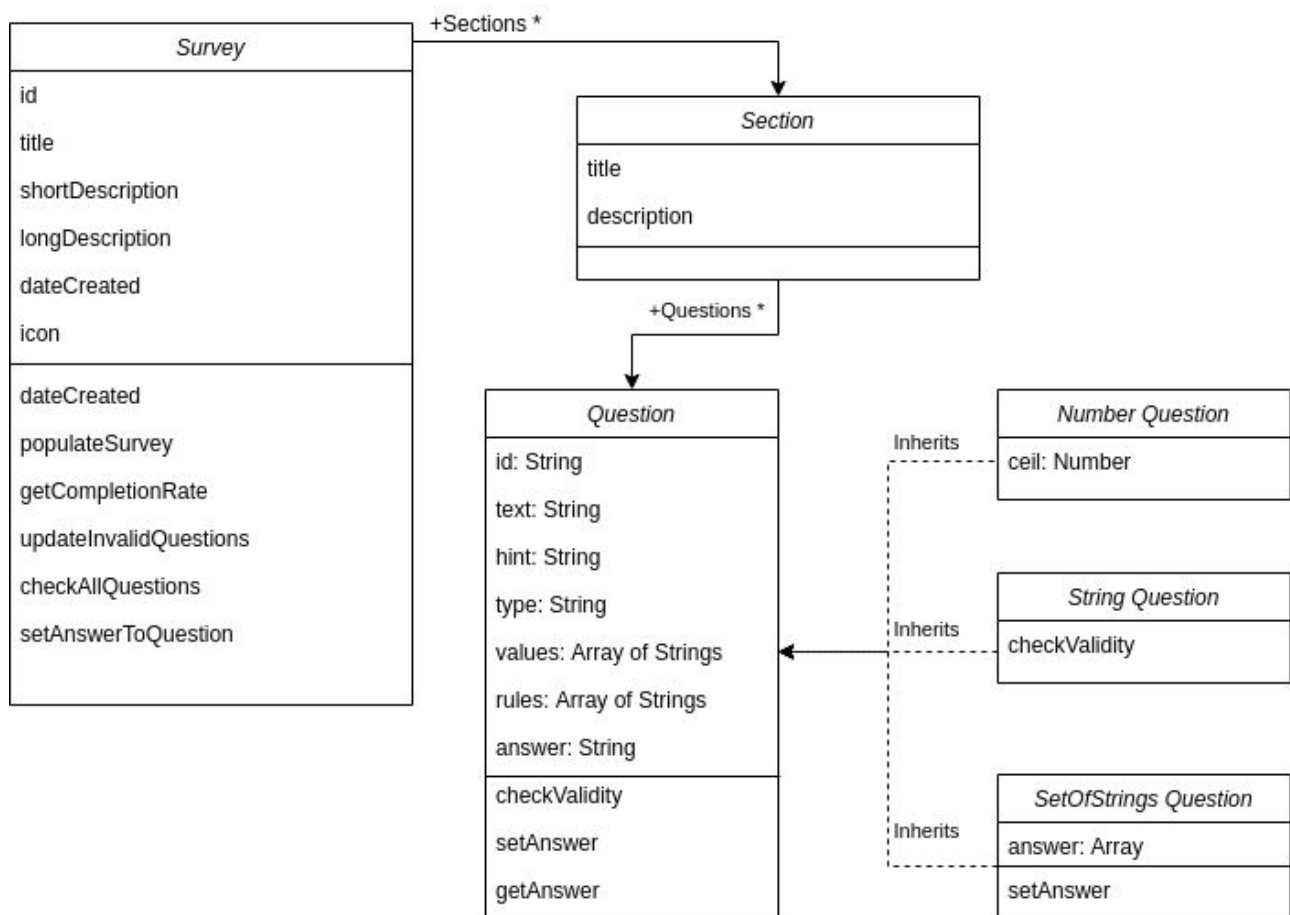 Survey
id
title
shortDescription
longDescription
dateCreated
icon
dateCreated
populateSurvey
getCompletionRate
updateInvalidQuestions
checkAllQuestions
setAnswerToQuestion
+Sections *
Section
title
description
+Questions *
Question
id: String
text: String
hint: String
type: String
values: Array of Strings
rules: Array of Strings
answer: String
checkValidity
setAnswer
getAnswer
Inherits
Number Question
ceil: Number
Inherits
String Question
checkValidity
Inherits
SetOfStrings Question
answer: Array
setAnswer